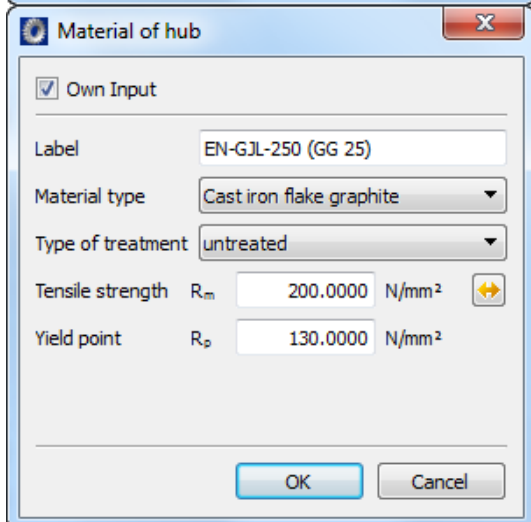 Material of hub
Own Input
Label EN-GJL-250 (GG 25)
Material type Cast iron flake graphite
Type of treatment untreated
Tensile strength Rₘ 200.0000 N/mm²
Yield point Rₚ 130.0000 N/mm²
OK Cancel